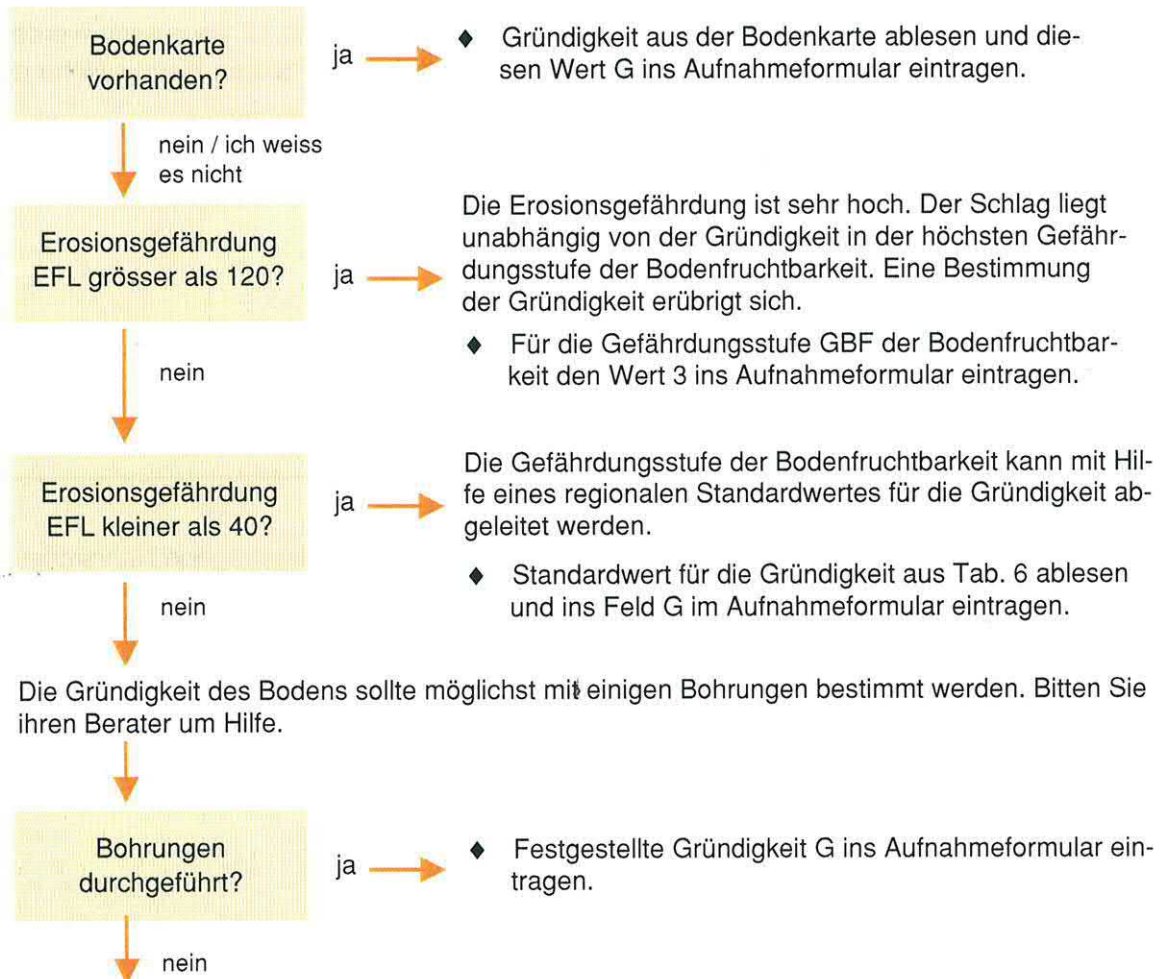 Bodenkarte
vorhanden?
ja
♦ Gründigkeit aus der Bodenkarte ablesen und die-
sen Wert G ins Aufnahmeformular eintragen.
nein / ich weiss
es nicht
Erosionsgefährdung
EFL grösser als 120?
ja
Die Erosionsgefährdung ist sehr hoch. Der Schlag liegt
unabhängig von der Gründigkeit in der höchsten Gefähr-
dungsstufe der Bodenfruchtbarkeit. Eine Bestimmung
der Gründigkeit erübrigt sich.
♦ Für die Gefährdungsstufe GBF der Bodenfruchtbar-
keit den Wert 3 ins Aufnahmeformular eintragen.
nein
Erosionsgefährdung
EFL kleiner als 40?
ja
Die Gefährdungsstufe der Bodenfruchtbarkeit kann mit Hil-
fe eines regionalen Standardwertes für die Gründigkeit ab-
geleitet werden.
♦ Standardwert für die Gründigkeit aus Tab. 6 ablesen
und ins Feld G im Aufnahmeformular eintragen.
nein
Die Gründigkeit des Bodens sollte möglichst mit einigen Bohrungen bestimmt werden. Bitten Sie
ihren Berater um Hilfe.
Bohrungen
durchgeführt?
ja
♦ Festgestellte Gründigkeit G ins Aufnahmeformular ein-
tragen.
nein